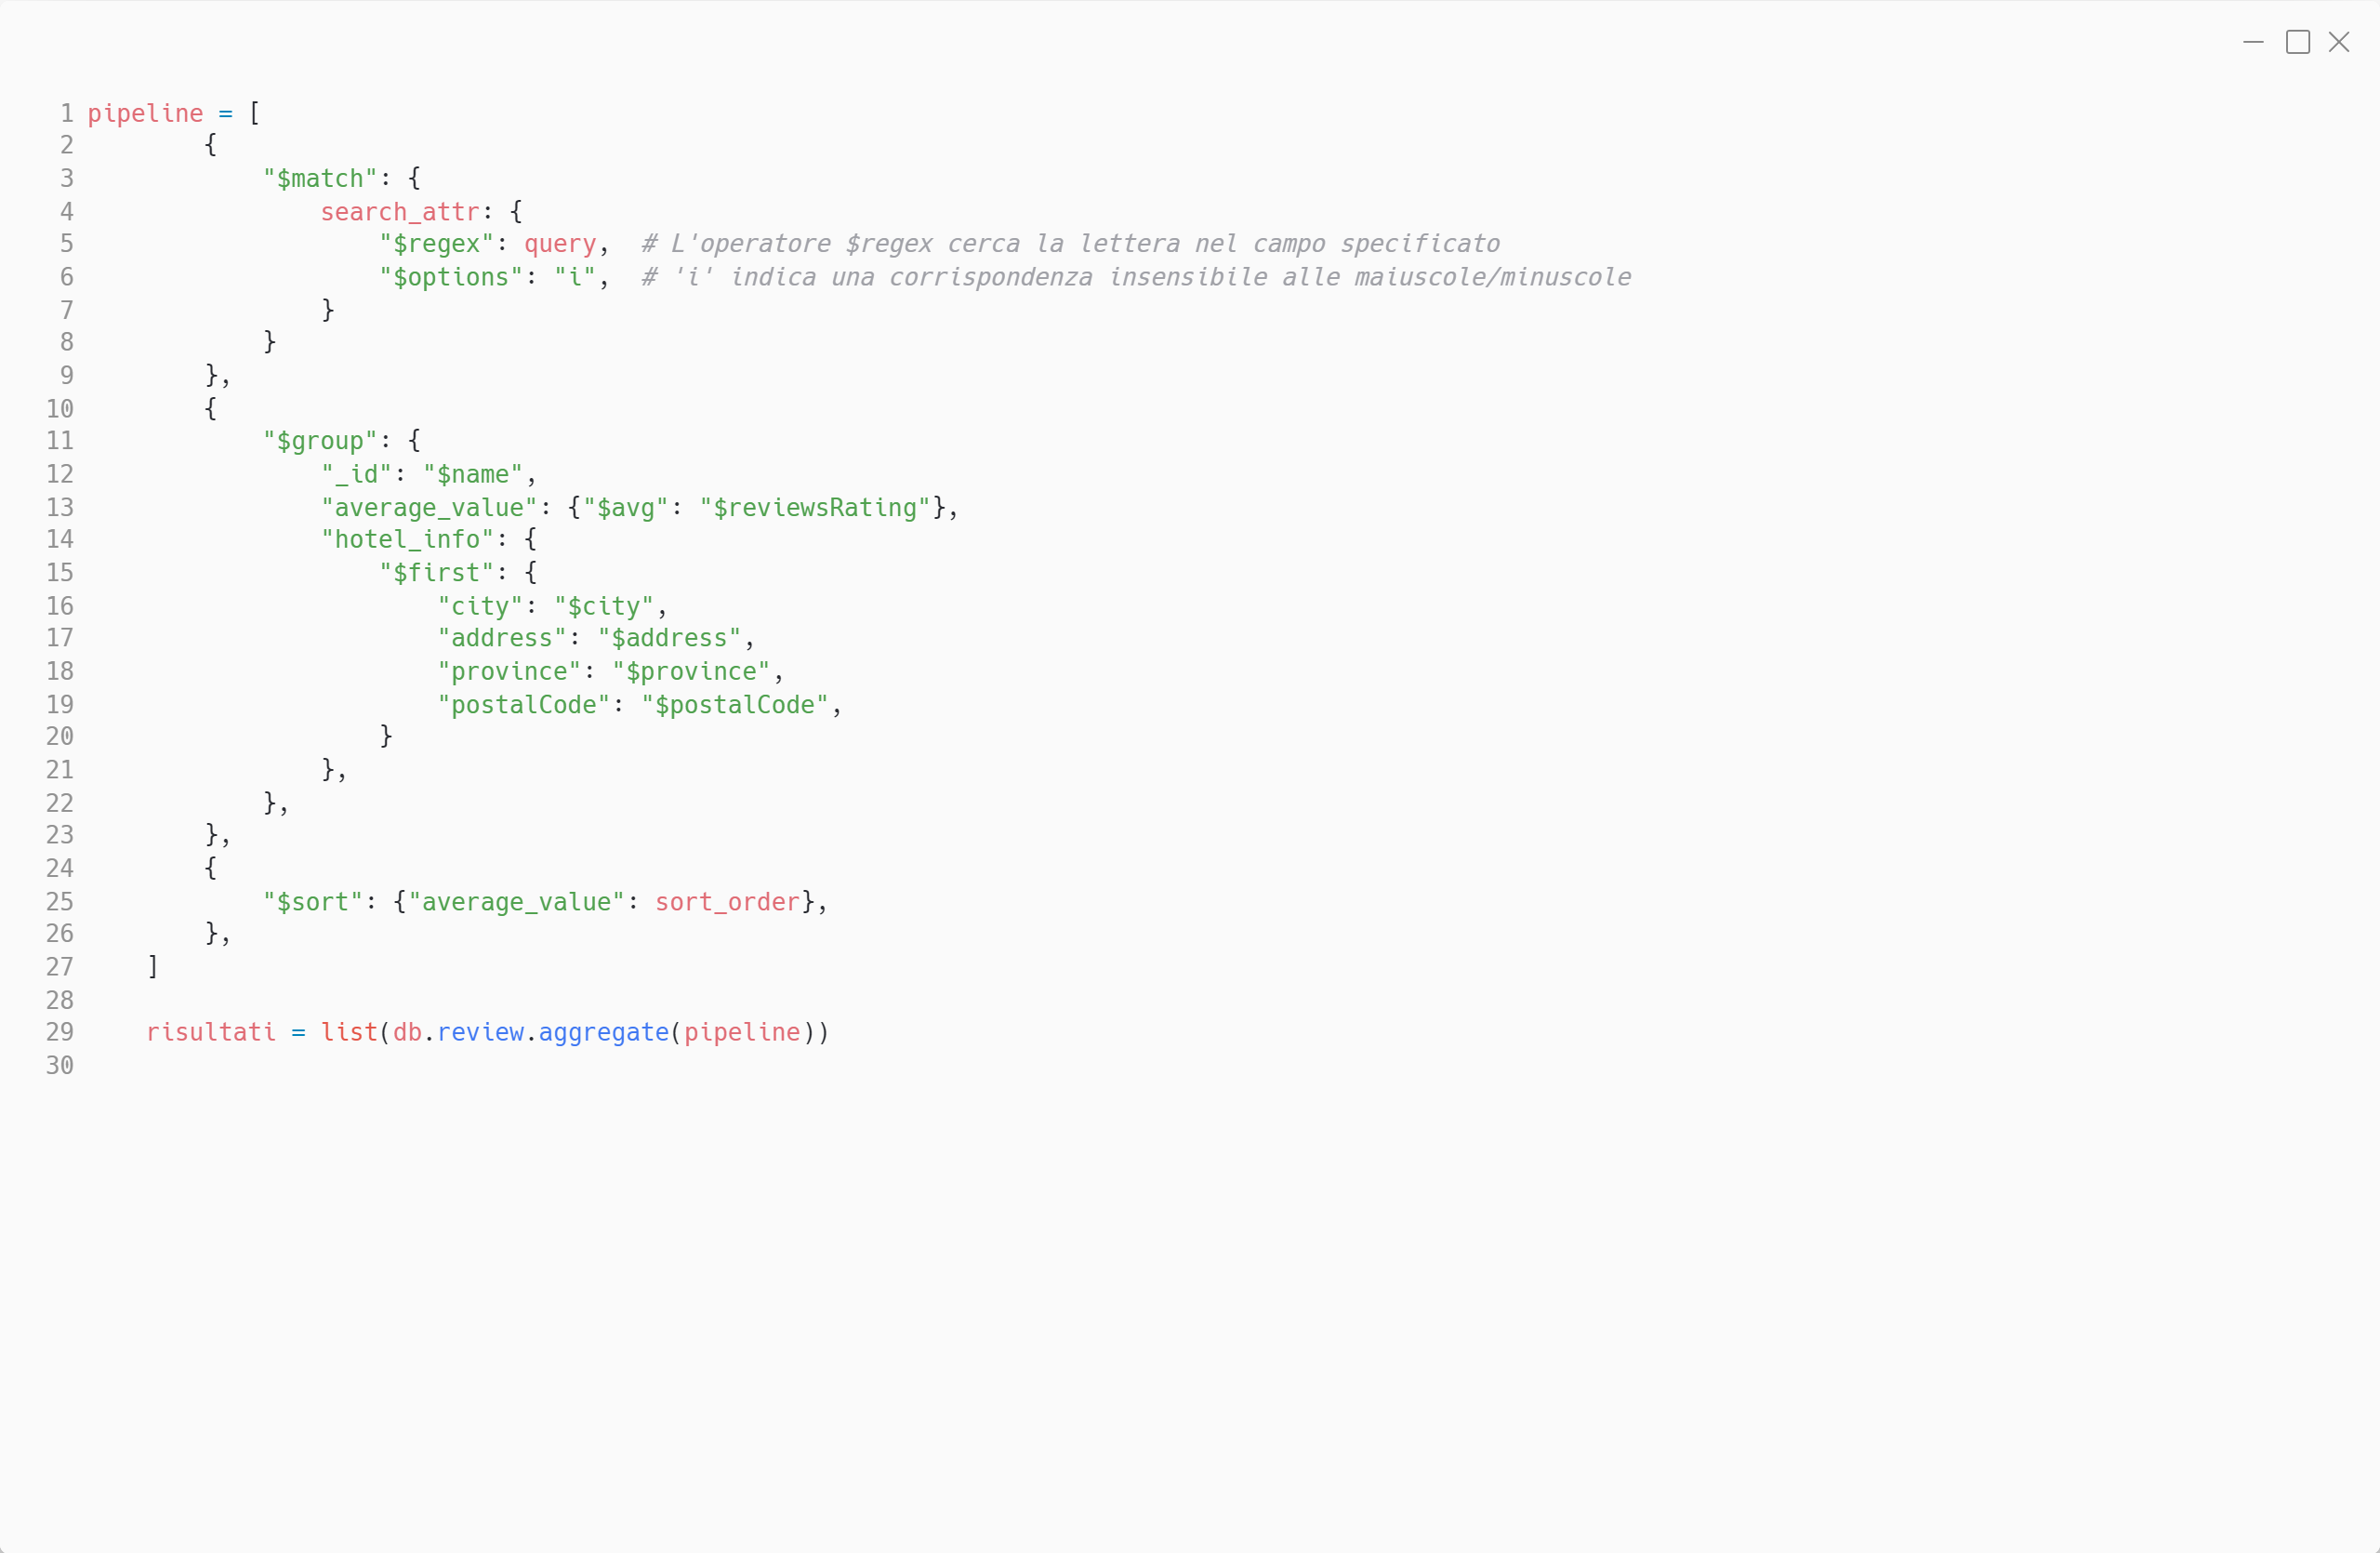 1 pipeline = [
2         {
3             "$match": {
4                 search_attr: {
5                     "$regex": query,  # L'operatore $regex cerca la lettera nel campo specificato
6                     "$options": "i",  # 'i' indica una corrispondenza insensibile alle maiuscole/minuscole
7                 }
8             }
9         },
10         {
11             "$group": {
12                 "_id": "$name",
13                 "average_value": {"$avg": "$reviewsRating"},
14                 "hotel_info": {
15                     "$first": {
16                         "city": "$city",
17                         "address": "$address",
18                         "province": "$province",
19                         "postalCode": "$postalCode",
20                     }
21                 },
22             },
23         },
24         {
25             "$sort": {"average_value": sort_order},
26         },
27     ]
28
29     risultati = list(db.review.aggregate(pipeline))
30